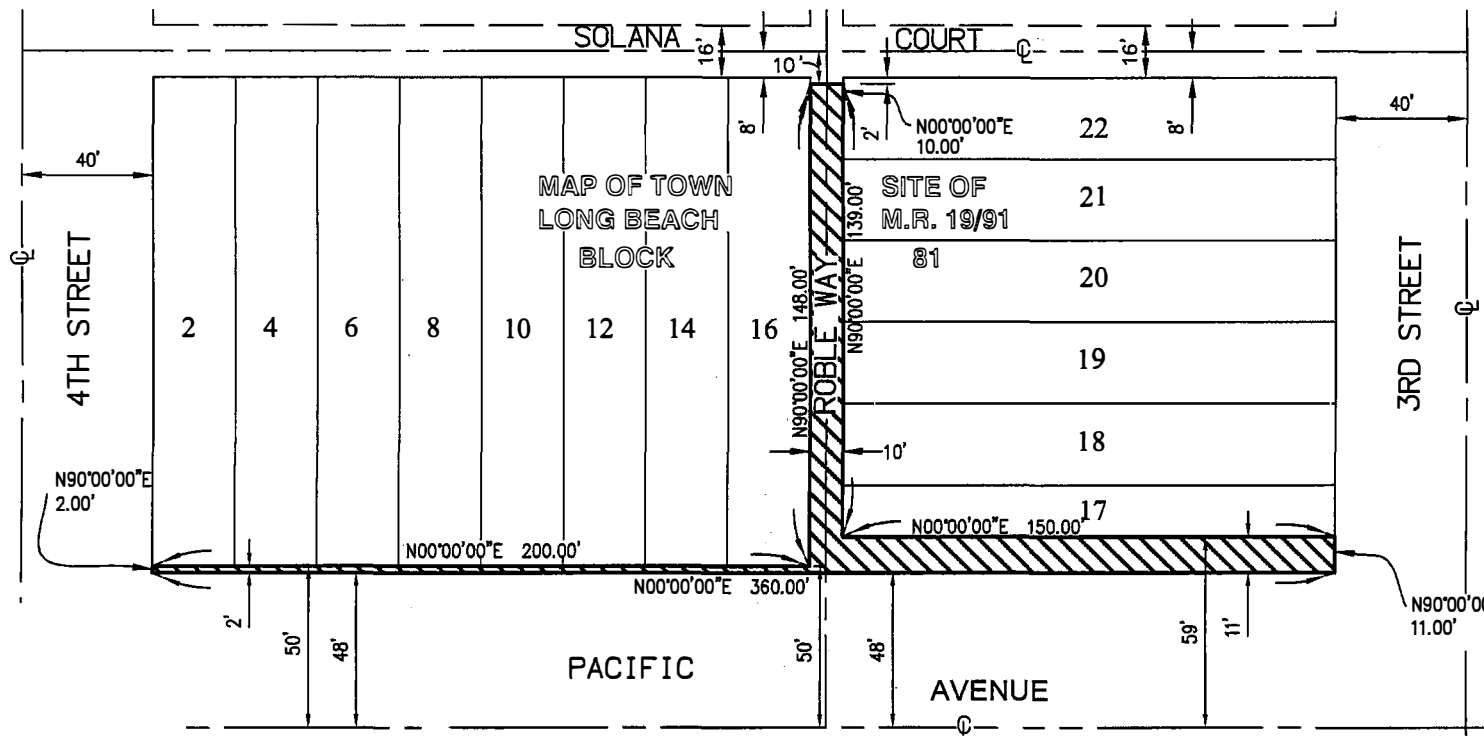 SOLANA
COURT
℄
16'
10'
16'
8'
2'
8'
40'
40'
N00°00'00"E
10.00'
MAP OF TOWN
LONG BEACH
BLOCK
SITE OF
M.R. 19/91
81
22
21
20
19
18
17
2
4
6
8
10
12
14
16
4TH STREET
℄
3RD STREET
℄
ROBLE WAY
N90°00'00"E 148.00'
N90°00'00"E 139.00'
10'
N90°00'00"E
2.00'
N00°00'00"E 200.00'
N00°00'00"E 150.00'
N00°00'00"E 360.00'
N90°00'00
11.00'
2'
50'
48'
50'
48'
59'
11'
PACIFIC
AVENUE
℄